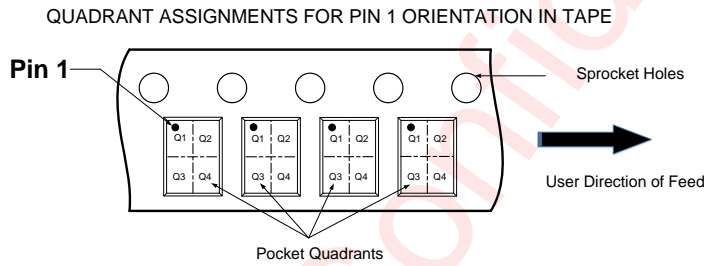 QUADRANT ASSIGNMENTS FOR PIN 1 ORIENTATION IN TAPE
Pin 1
Sprocket Holes
Q1 Q2 Q1 Q2 Q1 Q2 Q1 Q2
Q3 Q4 Q3 Q4 Q3 Q4 Q3 Q4
User Direction of Feed
Pocket Quadrants